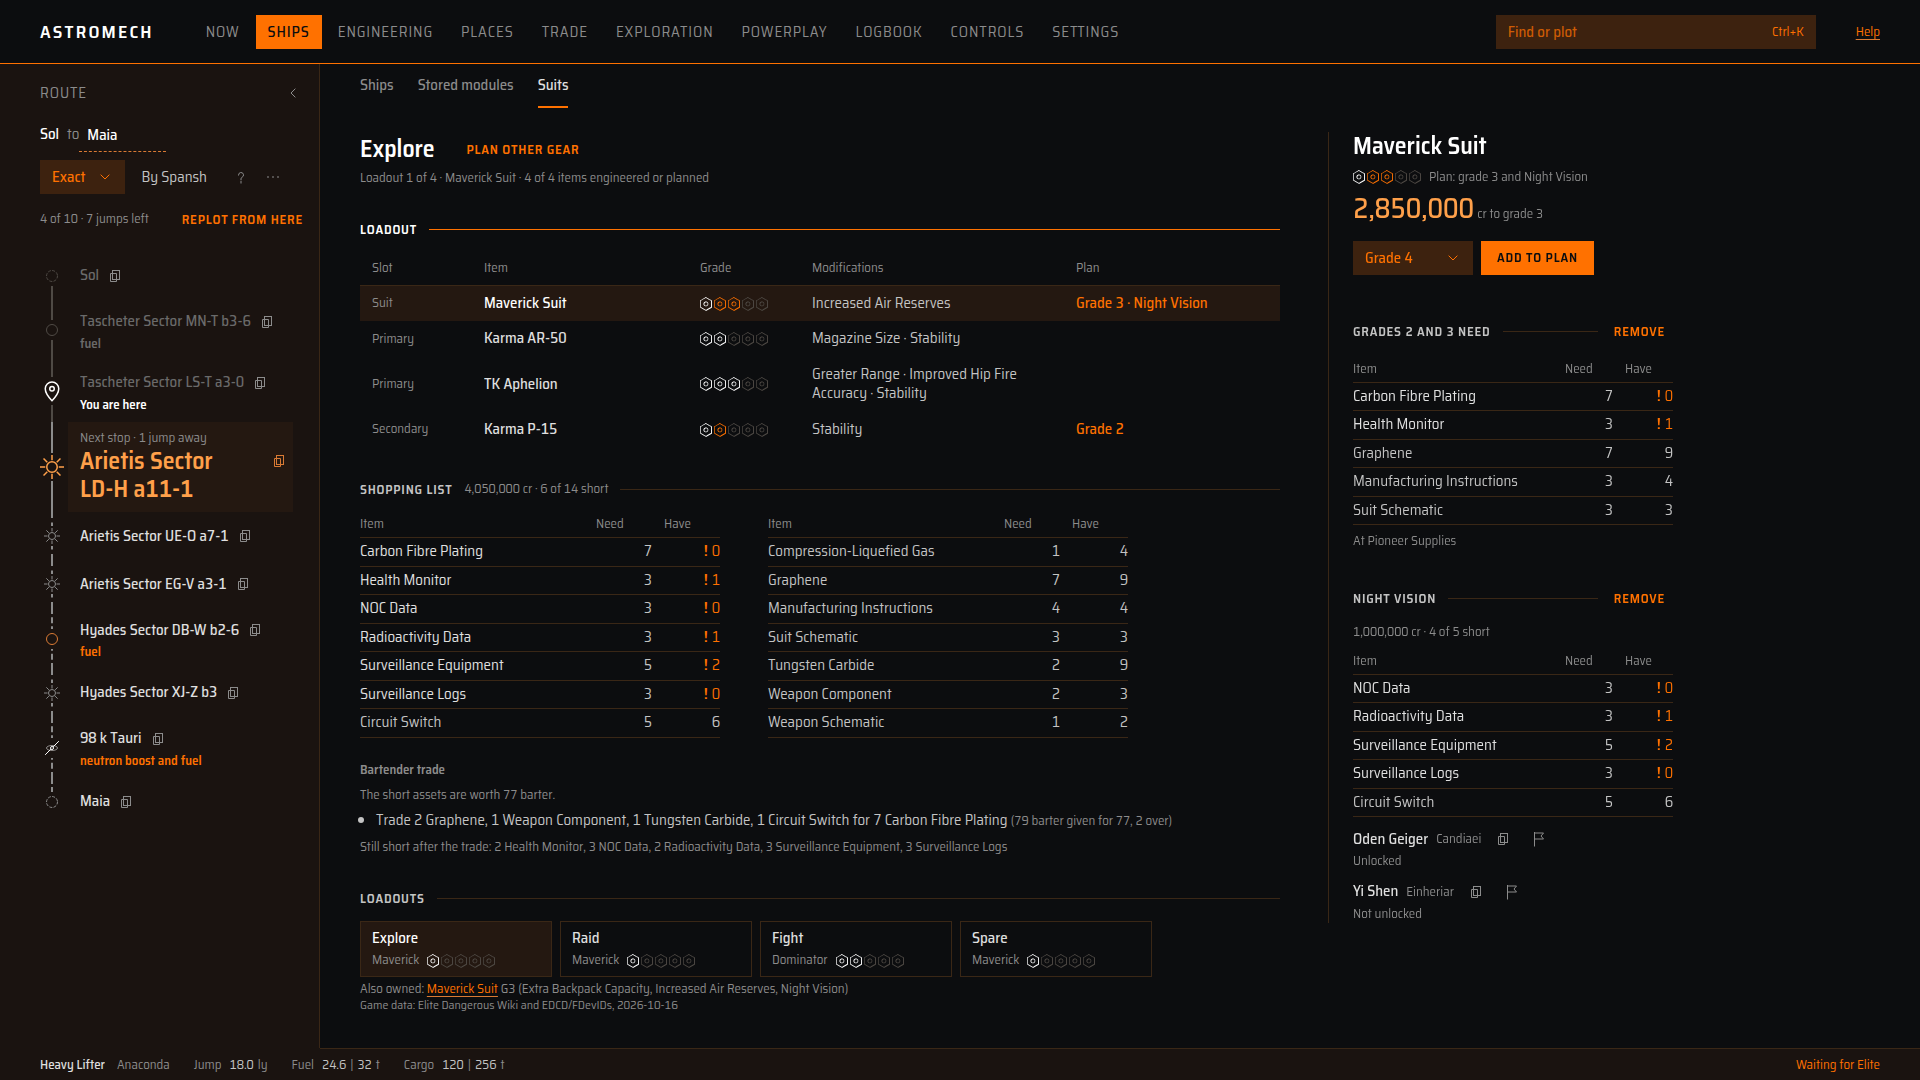 ASTROMECH
NOW SHIPS ENGINEERING PLACES TRADE EXPLORATION POWERPLAY LOGBOOK CONTROLS SETTINGS
Find or plot Ctrl+K
Help
ROUTE
Sol to Maia
Exact By Spansh ? ...
4 of 10 · 7 jumps left REPLOT FROM HERE
Sol
Tascheter Sector MN-T b3-6
fuel
Tascheter Sector LS-T a3-0
You are here
Next stop · 1 jump away
Arietis Sector
LD-H a11-1
Arietis Sector UE-O a7-1
Arietis Sector EG-V a3-1
Hyades Sector DB-W b2-6
fuel
Hyades Sector XJ-Z b3
98 k Tauri
neutron boost and fuel
Maia
Ships Stored modules Suits
Explore PLAN OTHER GEAR
Loadout 1 of 4 · Maverick Suit · 4 of 4 items engineered or planned
LOADOUT
Slot Item Grade Modifications Plan
Suit Maverick Suit Increased Air Reserves Grade 3 · Night Vision
Primary Karma AR-50 Magazine Size · Stability
Primary TK Aphelion Greater Range · Improved Hip Fire
Accuracy · Stability
Secondary Karma P-15 Stability Grade 2
SHOPPING LIST 4,050,000 cr · 6 of 14 short
Item Need Have
Carbon Fibre Plating 7 ! 0
Health Monitor 3 ! 1
NOC Data 3 ! 0
Radioactivity Data 3 ! 1
Surveillance Equipment 5 ! 2
Surveillance Logs 3 ! 0
Circuit Switch 5 6
Item Need Have
Compression-Liquefied Gas 1 4
Graphene 7 9
Manufacturing Instructions 4 4
Suit Schematic 3 3
Tungsten Carbide 2 9
Weapon Component 2 3
Weapon Schematic 1 2
Bartender trade
The short assets are worth 77 barter.
Trade 2 Graphene, 1 Weapon Component, 1 Tungsten Carbide, 1 Circuit Switch for 7 Carbon Fibre Plating (79 barter given for 77, 2 over)
Still short after the trade: 2 Health Monitor, 3 NOC Data, 2 Radioactivity Data, 3 Surveillance Equipment, 3 Surveillance Logs
LOADOUTS
Explore
Maverick
Raid
Maverick
Fight
Dominator
Spare
Maverick
Also owned: Maverick Suit G3 (Extra Backpack Capacity, Increased Air Reserves, Night Vision)
Game data: Elite Dangerous Wiki and EDCD/FDevIDs, 2026-10-16
Maverick Suit
Plan: grade 3 and Night Vision
2,850,000 cr to grade 3
Grade 4 ADD TO PLAN
GRADES 2 AND 3 NEED REMOVE
Item Need Have
Carbon Fibre Plating 7 ! 0
Health Monitor 3 ! 1
Graphene 7 9
Manufacturing Instructions 3 4
Suit Schematic 3 3
At Pioneer Supplies
NIGHT VISION REMOVE
1,000,000 cr · 4 of 5 short
Item Need Have
NOC Data 3 ! 0
Radioactivity Data 3 ! 1
Surveillance Equipment 5 ! 2
Surveillance Logs 3 ! 0
Circuit Switch 5 6
Oden Geiger Candiaei
Unlocked
Yi Shen Einheriar
Not unlocked
Heavy Lifter Anaconda Jump 18.0 ly Fuel 24.6 | 32 t Cargo 120 | 256 t
Waiting for Elite